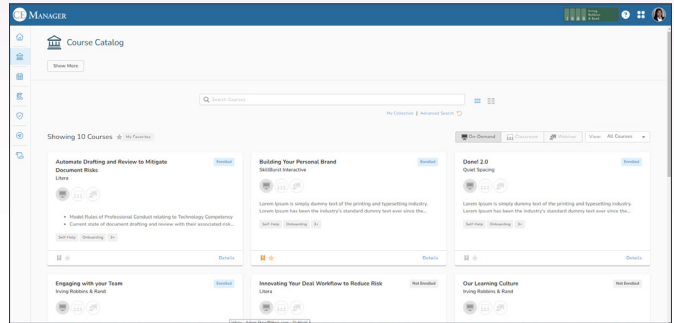 CE MANAGER
Irving
Robbins
& Rand
Course Catalog
Show More
Search Courses
My Collection | Advanced Search
Showing 10 Courses My Favorites
On-Demand Classroom Webinar View: All Courses
Automate Drafting and Review to Mitigate
Document Risks
Enrolled
Litera
• Model Rules of Professional Conduct relating to Technology Competency
• Current state of document drafting and review with their associated risk...
Self-Help Onboarding 3+
Details
Building Your Personal Brand
Enrolled
SkillBurst Interactive
Lorem Ipsum is simply dummy text of the printing and typesetting industry.
Lorem Ipsum has been the industry's standard dummy text ever since the...
Self-Help Onboarding 3+
Details
Done! 2.0
Enrolled
Quiet Spacing
Lorem Ipsum is simply dummy text of the printing and typesetting industry.
Lorem Ipsum has been the industry's standard dummy text ever since the...
Self-Help Onboarding 3+
Details
Engaging with your Team
Enrolled
Irving Robbins & Rand
Innovating Your Deal Workflow to Reduce Risk
Not Enrolled
Litera
Our Learning Culture
Not Enrolled
Irving Robbins & Rand